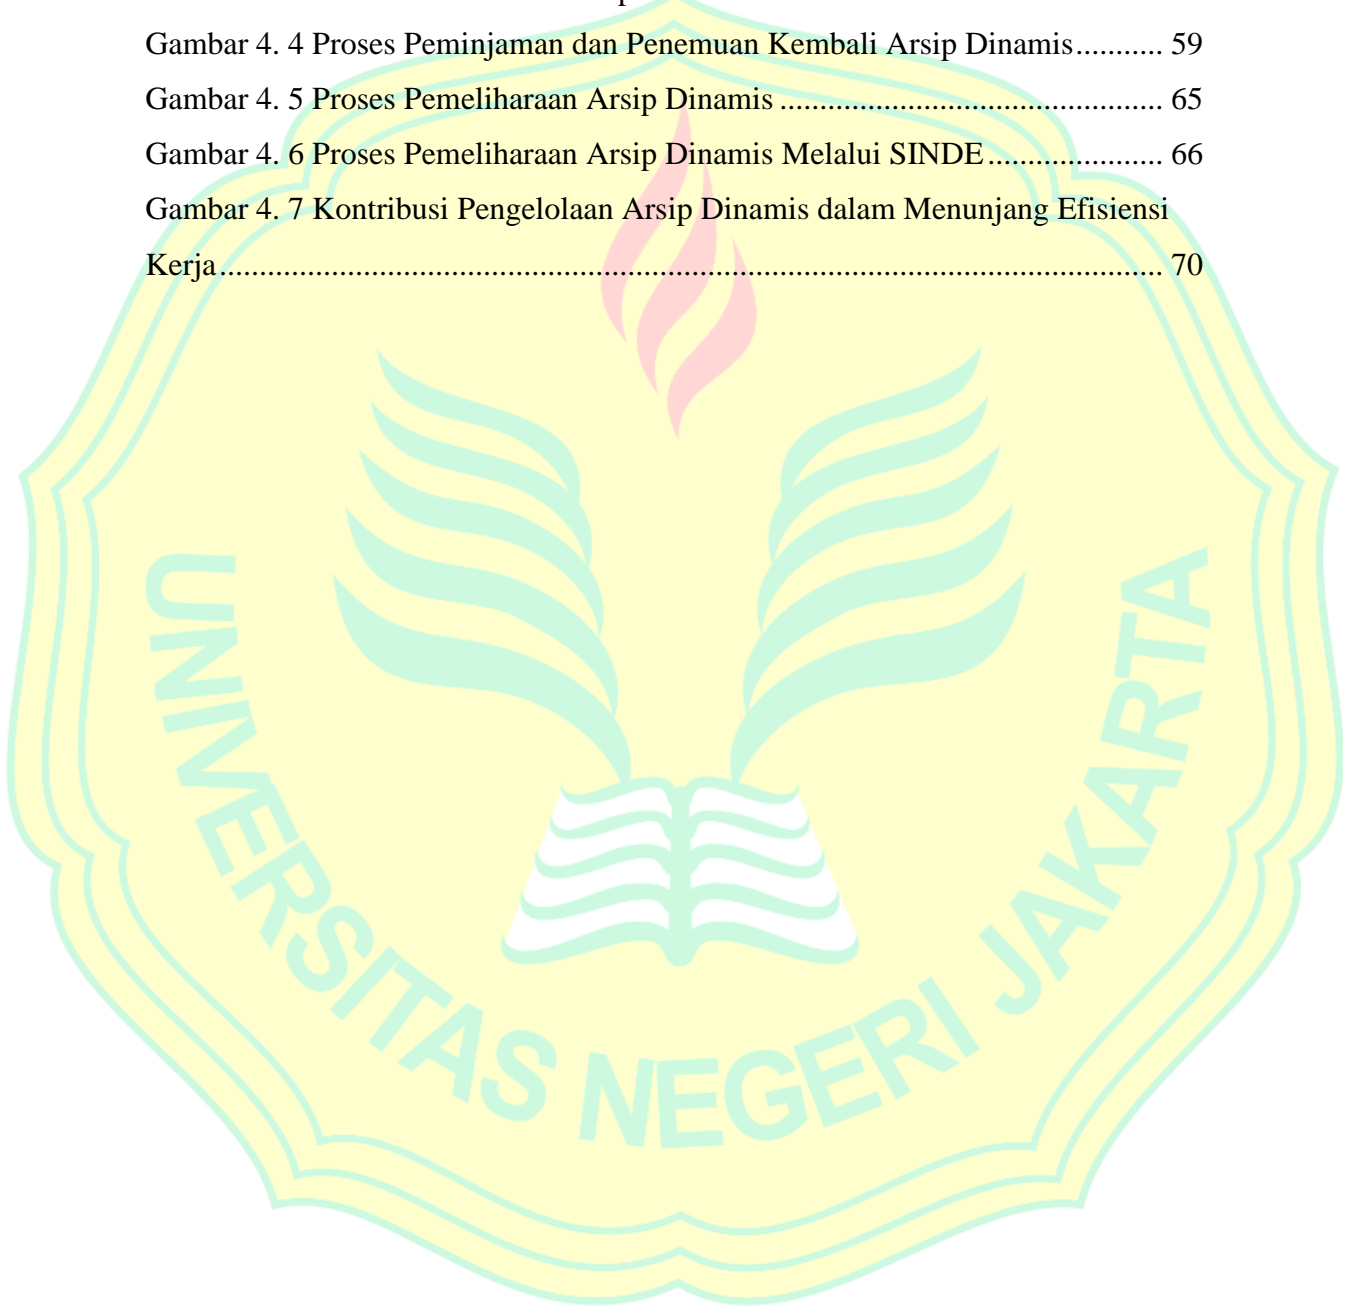 Gambar 4. 4 Proses Peminjaman dan Penemuan Kembali Arsip Dinamis........... 59
Gambar 4. 5 Proses Pemeliharaan Arsip Dinamis ................................................ 65
Gambar 4. 6 Proses Pemeliharaan Arsip Dinamis Melalui SINDE...................... 66
Gambar 4. 7 Kontribusi Pengelolaan Arsip Dinamis dalam Menunjang Efisiensi
Kerja...................................................................................................................... 70
UNIVERSITAS NEGERI JAKARTA